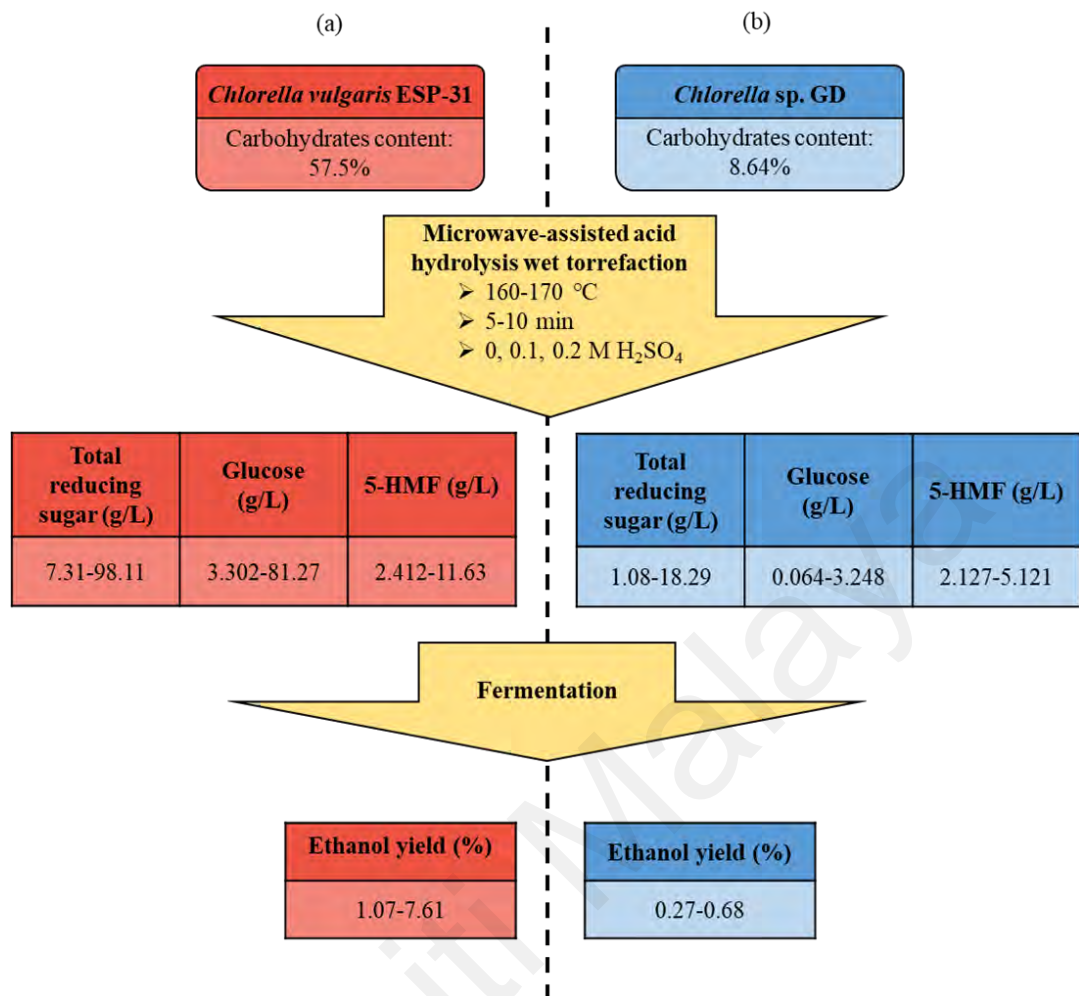 (a)
(b)
Chlorella vulgaris ESP-31
Carbohydrates content:
57.5%
Chlorella sp. GD
Carbohydrates content:
8.64%
Microwave-assisted acid
hydrolysis wet torrefaction
➢ 160-170 °C
➢ 5-10 min
➢ 0, 0.1, 0.2 M H₂SO₄
Total
reducing
sugar (g/L)
Glucose
(g/L)
5-HMF (g/L)
7.31-98.11
3.302-81.27
2.412-11.63
Total
reducing
sugar (g/L)
Glucose
(g/L)
5-HMF (g/L)
1.08-18.29
0.064-3.248
2.127-5.121
Fermentation
Ethanol yield (%)
1.07-7.61
Ethanol yield (%)
0.27-0.68
iti Malaya